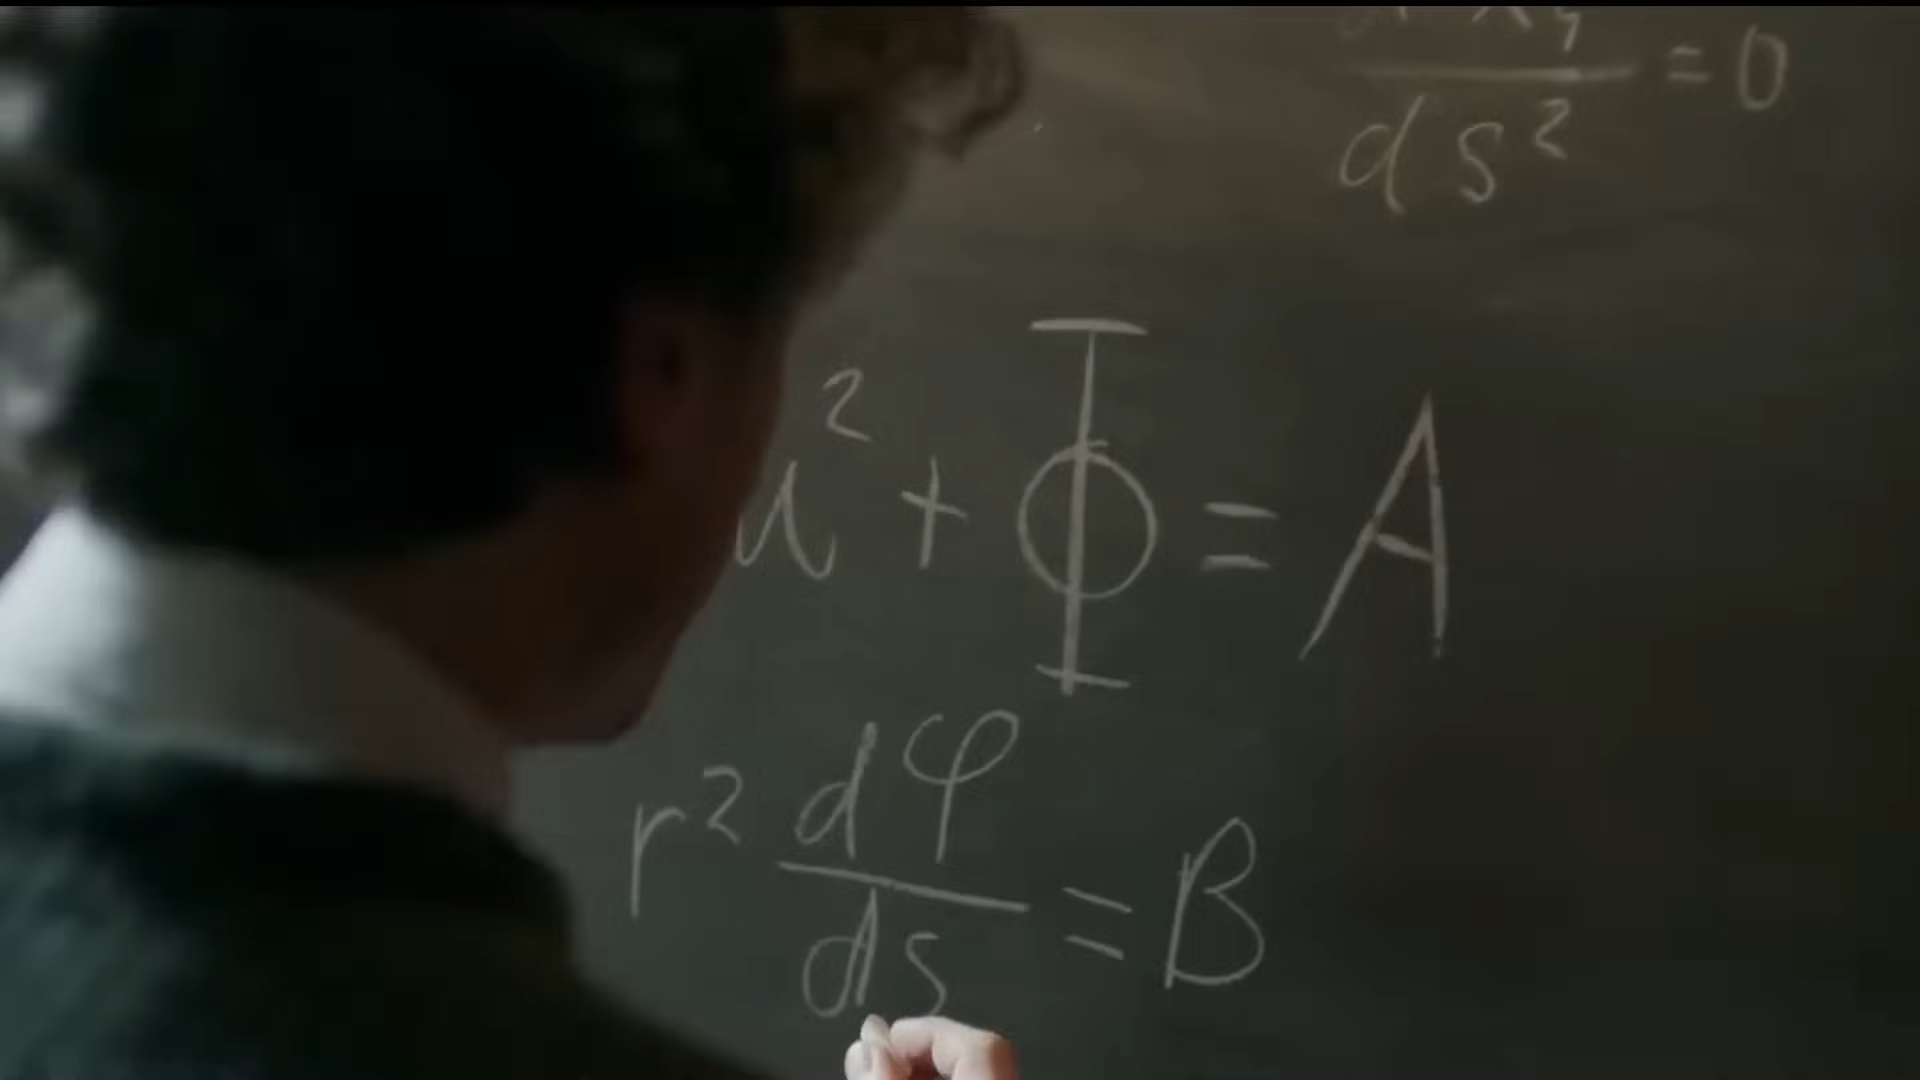 ds² = 0
u² + Φ = A
r² dφ/ds = B